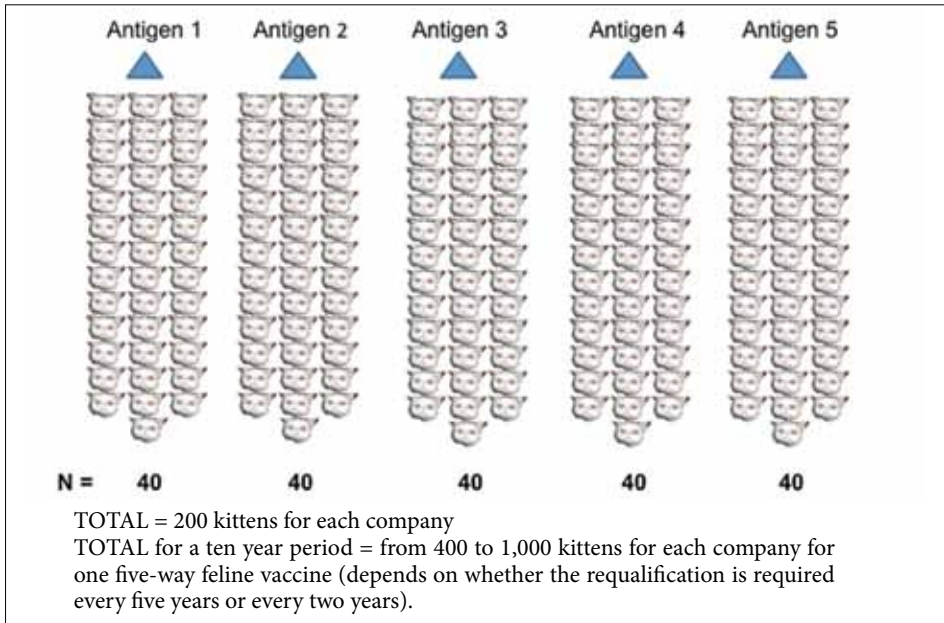 Antigen 1 Antigen 2 Antigen 3 Antigen 4 Antigen 5
N = 40 40 40 40 40
TOTAL = 200 kittens for each company
TOTAL for a ten year period = from 400 to 1,000 kittens for each company for
one five-way feline vaccine (depends on whether the requalification is required
every five years or every two years).